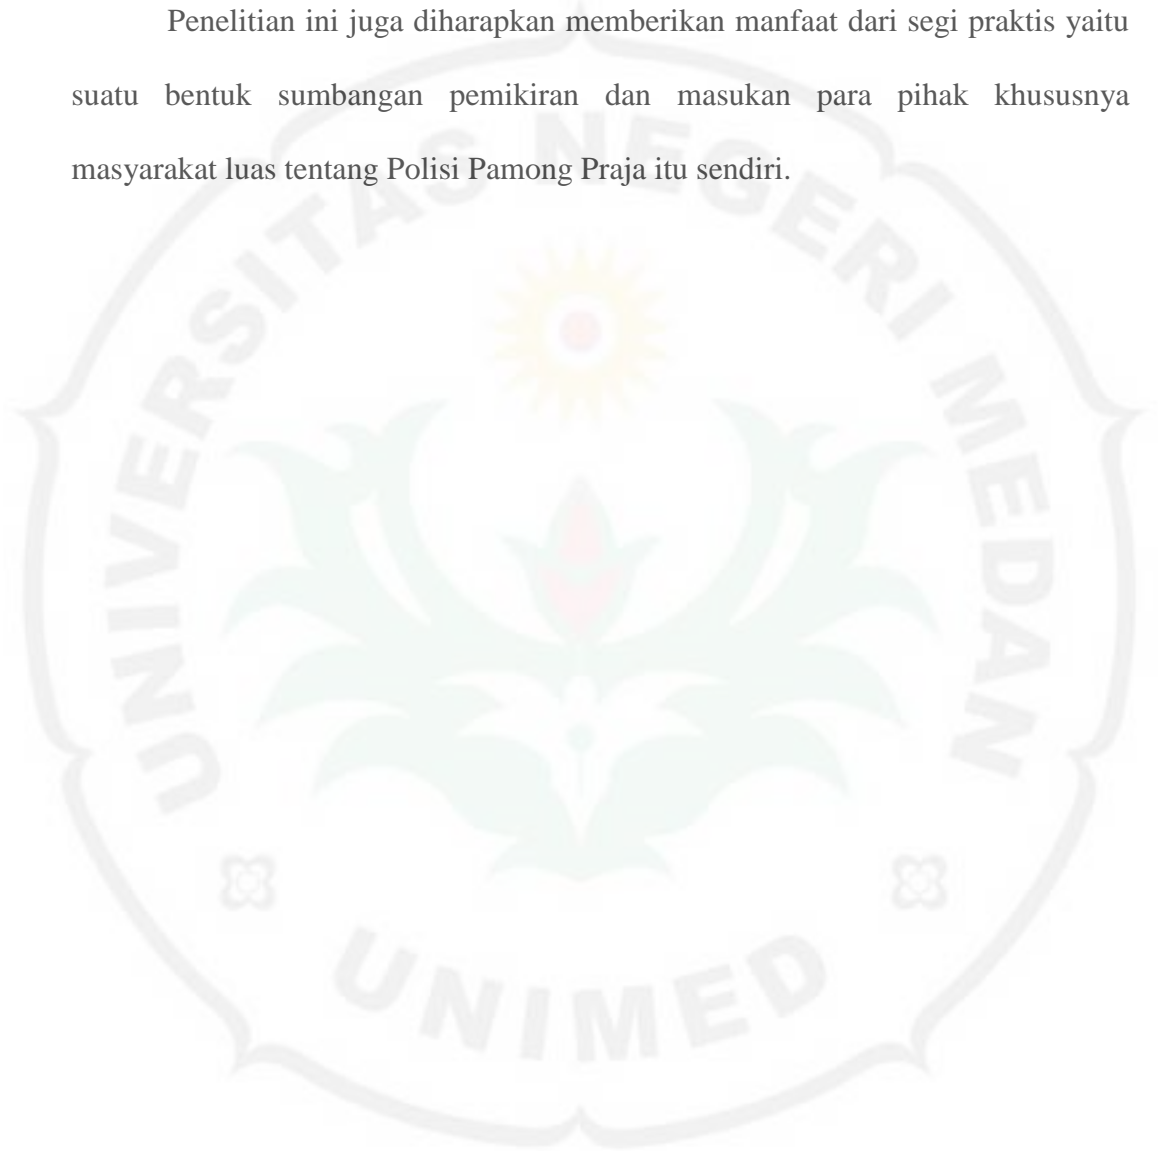 Penelitian ini juga diharapkan memberikan manfaat dari segi praktis yaitu
suatu bentuk sumbangan pemikiran dan masukan para pihak khususnya
masyarakat luas tentang Polisi Pamong Praja itu sendiri.
UNIVERSITAS NEGERI MEDAN
UNIMED